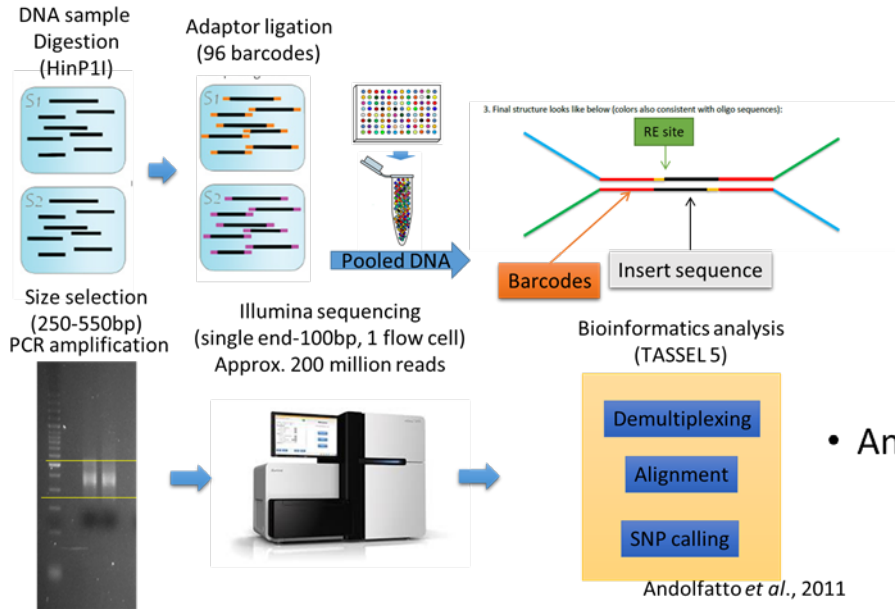 DNA sample
Digestion
(HinP1I)
Adaptor ligation
(96 barcodes)
S1
S2
S1
S2
Pooled DNA
3. Final structure looks like below (colors also consistent with oligo sequences):
RE site
Barcodes
Insert sequence
Size selection
(250-550bp)
PCR amplification
Illumina sequencing
(single end-100bp, 1 flow cell)
Approx. 200 million reads
Bioinformatics analysis
(TASSEL 5)
Demultiplexing
Alignment
SNP calling
• An
Andolfatto et al., 2011